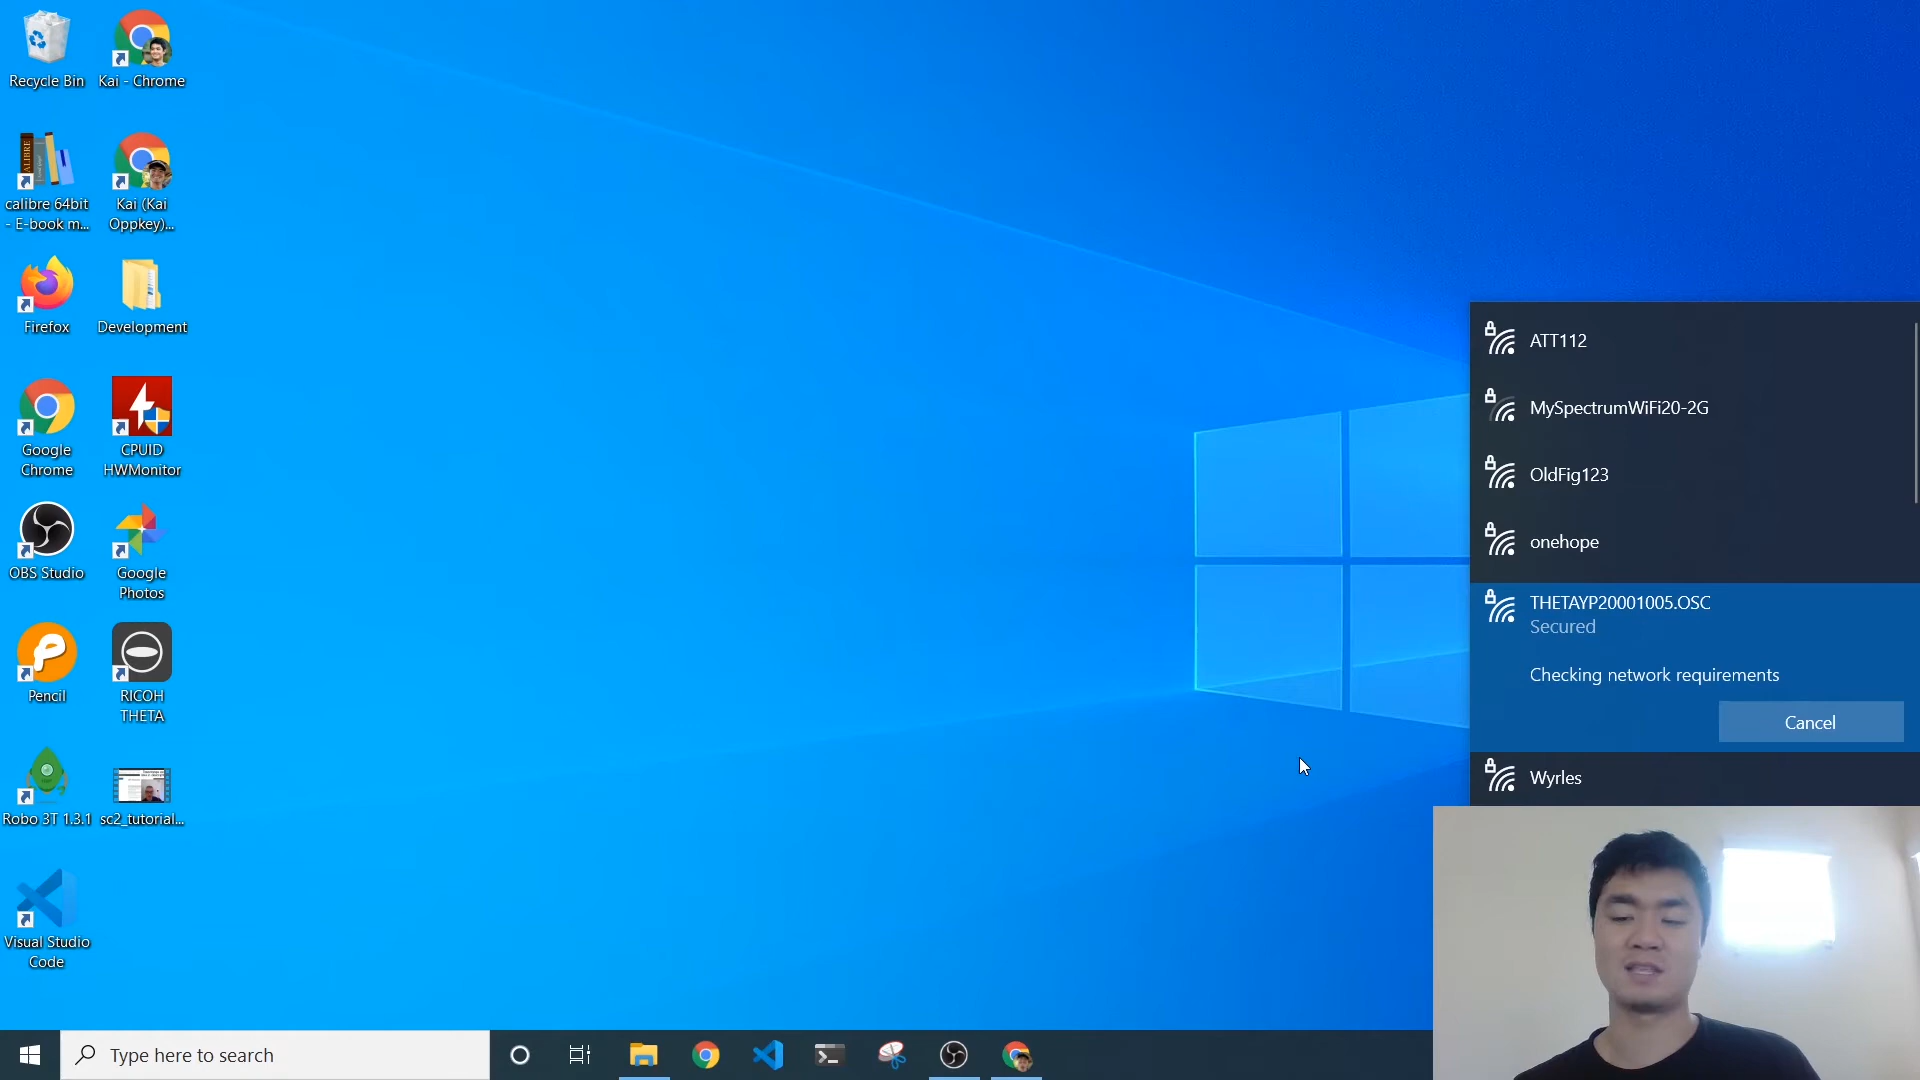 Recycle Bin
Kai - Chrome
CALIBRE
calibre 64bit
- E-book m...
Kai (Kai
Oppkey)...
Firefox
Development
Google
Chrome
CPUID
HWMonitor
OBS Studio
Google
Photos
Pencil
RICOH
THETA
Robo 3T 1.3.1
sc2_tutorial...
Visual Studio
Code
ATT112
MySpectrumWiFi20-2G
OldFig123
onehope
THETAYP20001005.OSC
Secured
Checking network requirements
Cancel
Wyrles
Type here to search